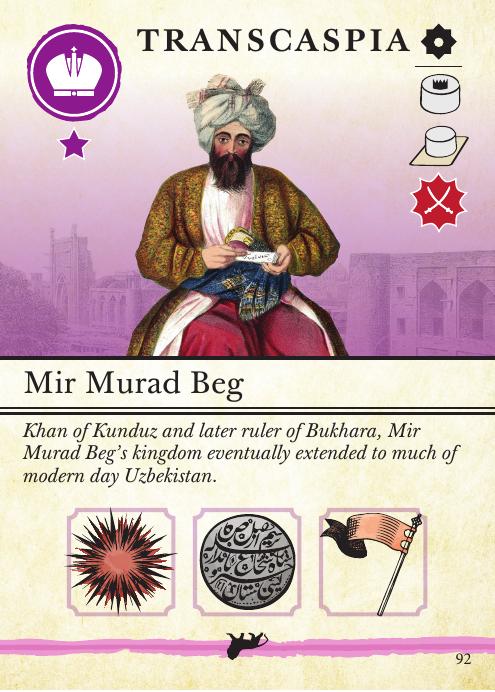 TRANSCASPIA
Mir Murad Beg
Khan of Kunduz and later ruler of Bukhara, Mir
Murad Beg’s kingdom eventually extended to much of
modern day Uzbekistan.
92